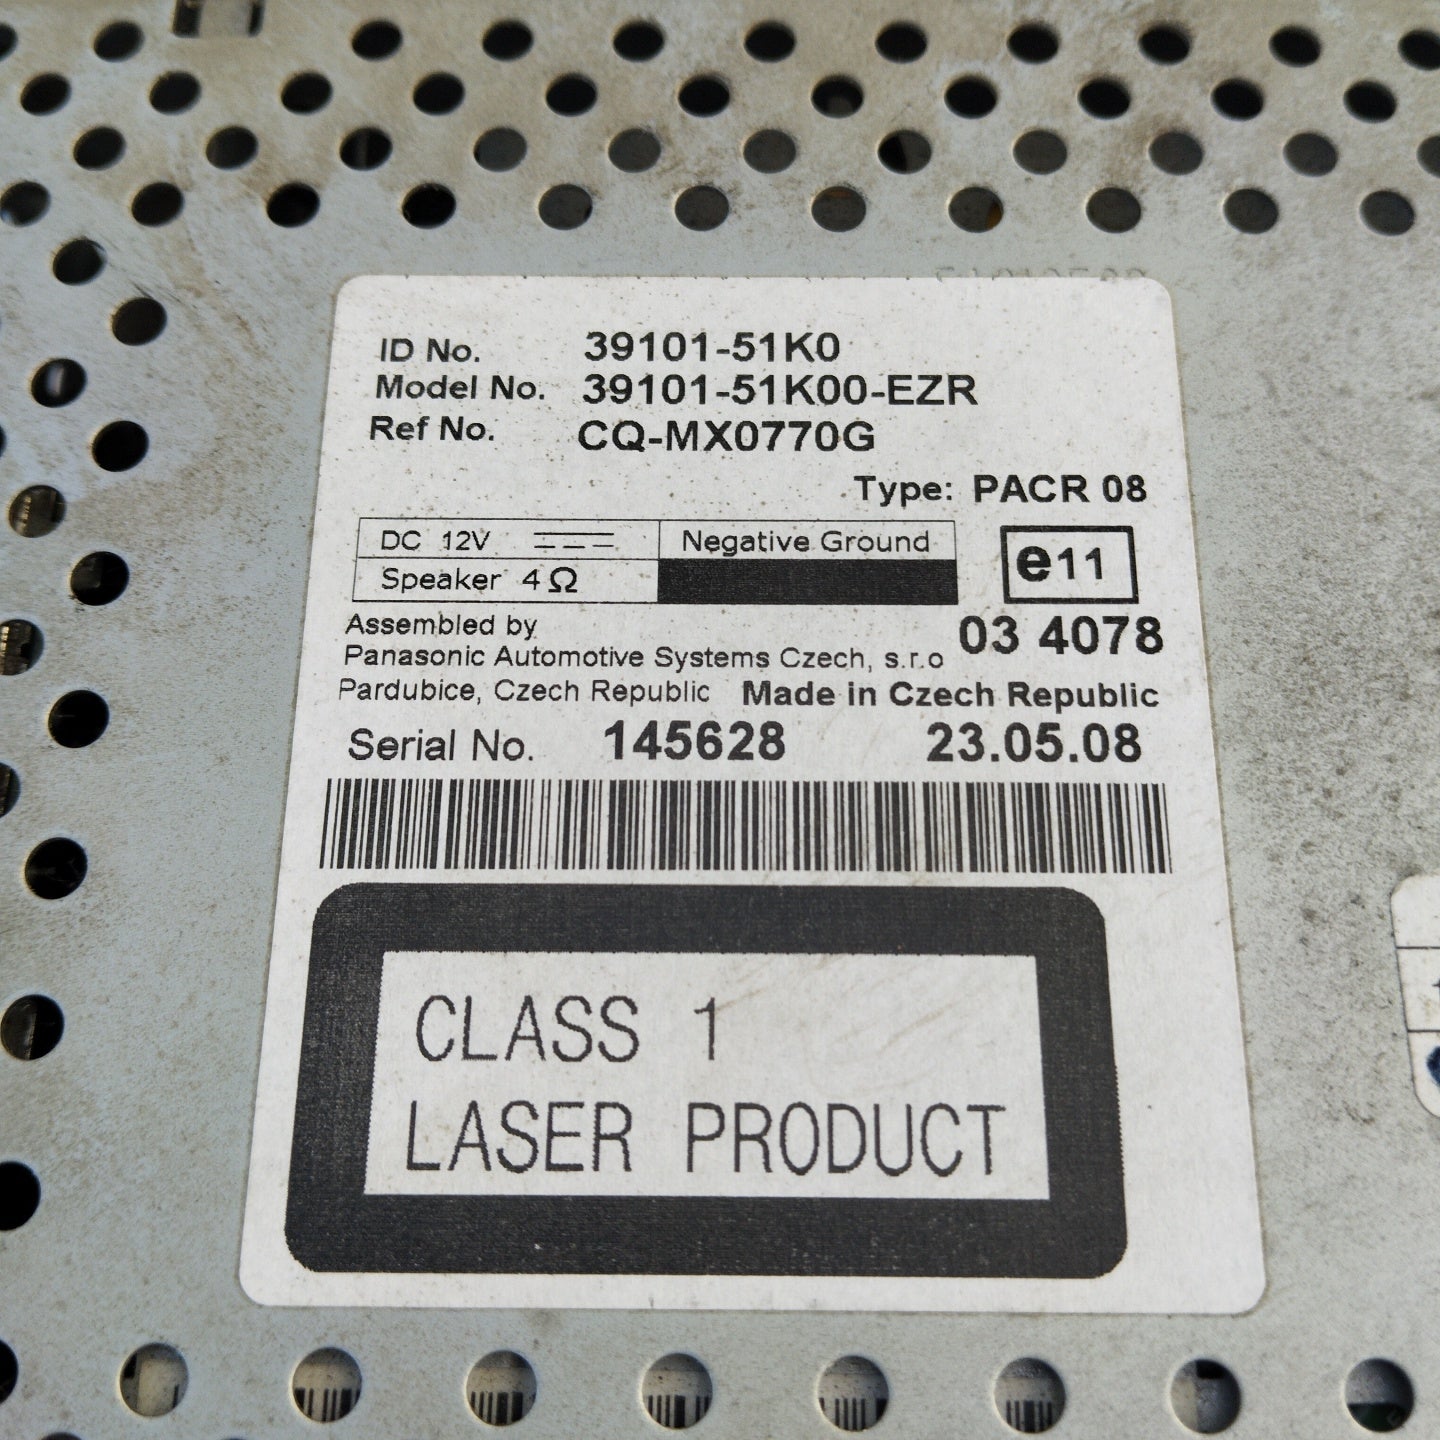 ID No. 39101-51K0
Model No. 39101-51K00-EZR
Ref No. CQ-MX0770G
Type: PACR 08
DC 12V Negative Ground
Speaker 4Ω
e11
03 4078
Assembled by
Panasonic Automotive Systems Czech, s.r.o
Pardubice, Czech Republic Made in Czech Republic
Serial No. 145628 23.05.08
CLASS 1
LASER PRODUCT